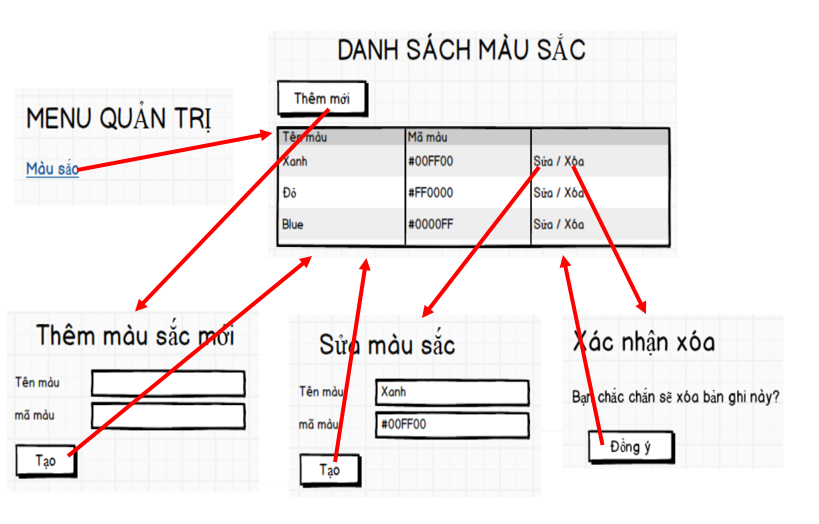 DANH SÁCH MÀU SẮC
Thêm mới
Tên màu Mã màu
Xanh #00FF00 Sửa / Xóa
Đỏ #FF0000 Sửa / Xóa
Blue #0000FF Sửa / Xóa
MENU QUẢN TRỊ
Màu sắc
Thêm màu sắc mới
Tên màu
mã màu
Tạo
Sửa màu sắc
Tên màu Xanh
mã màu #00FF00
Tạo
Xác nhận xóa
Bạn chắc chắn sẽ xóa bản ghi này?
Đồng ý